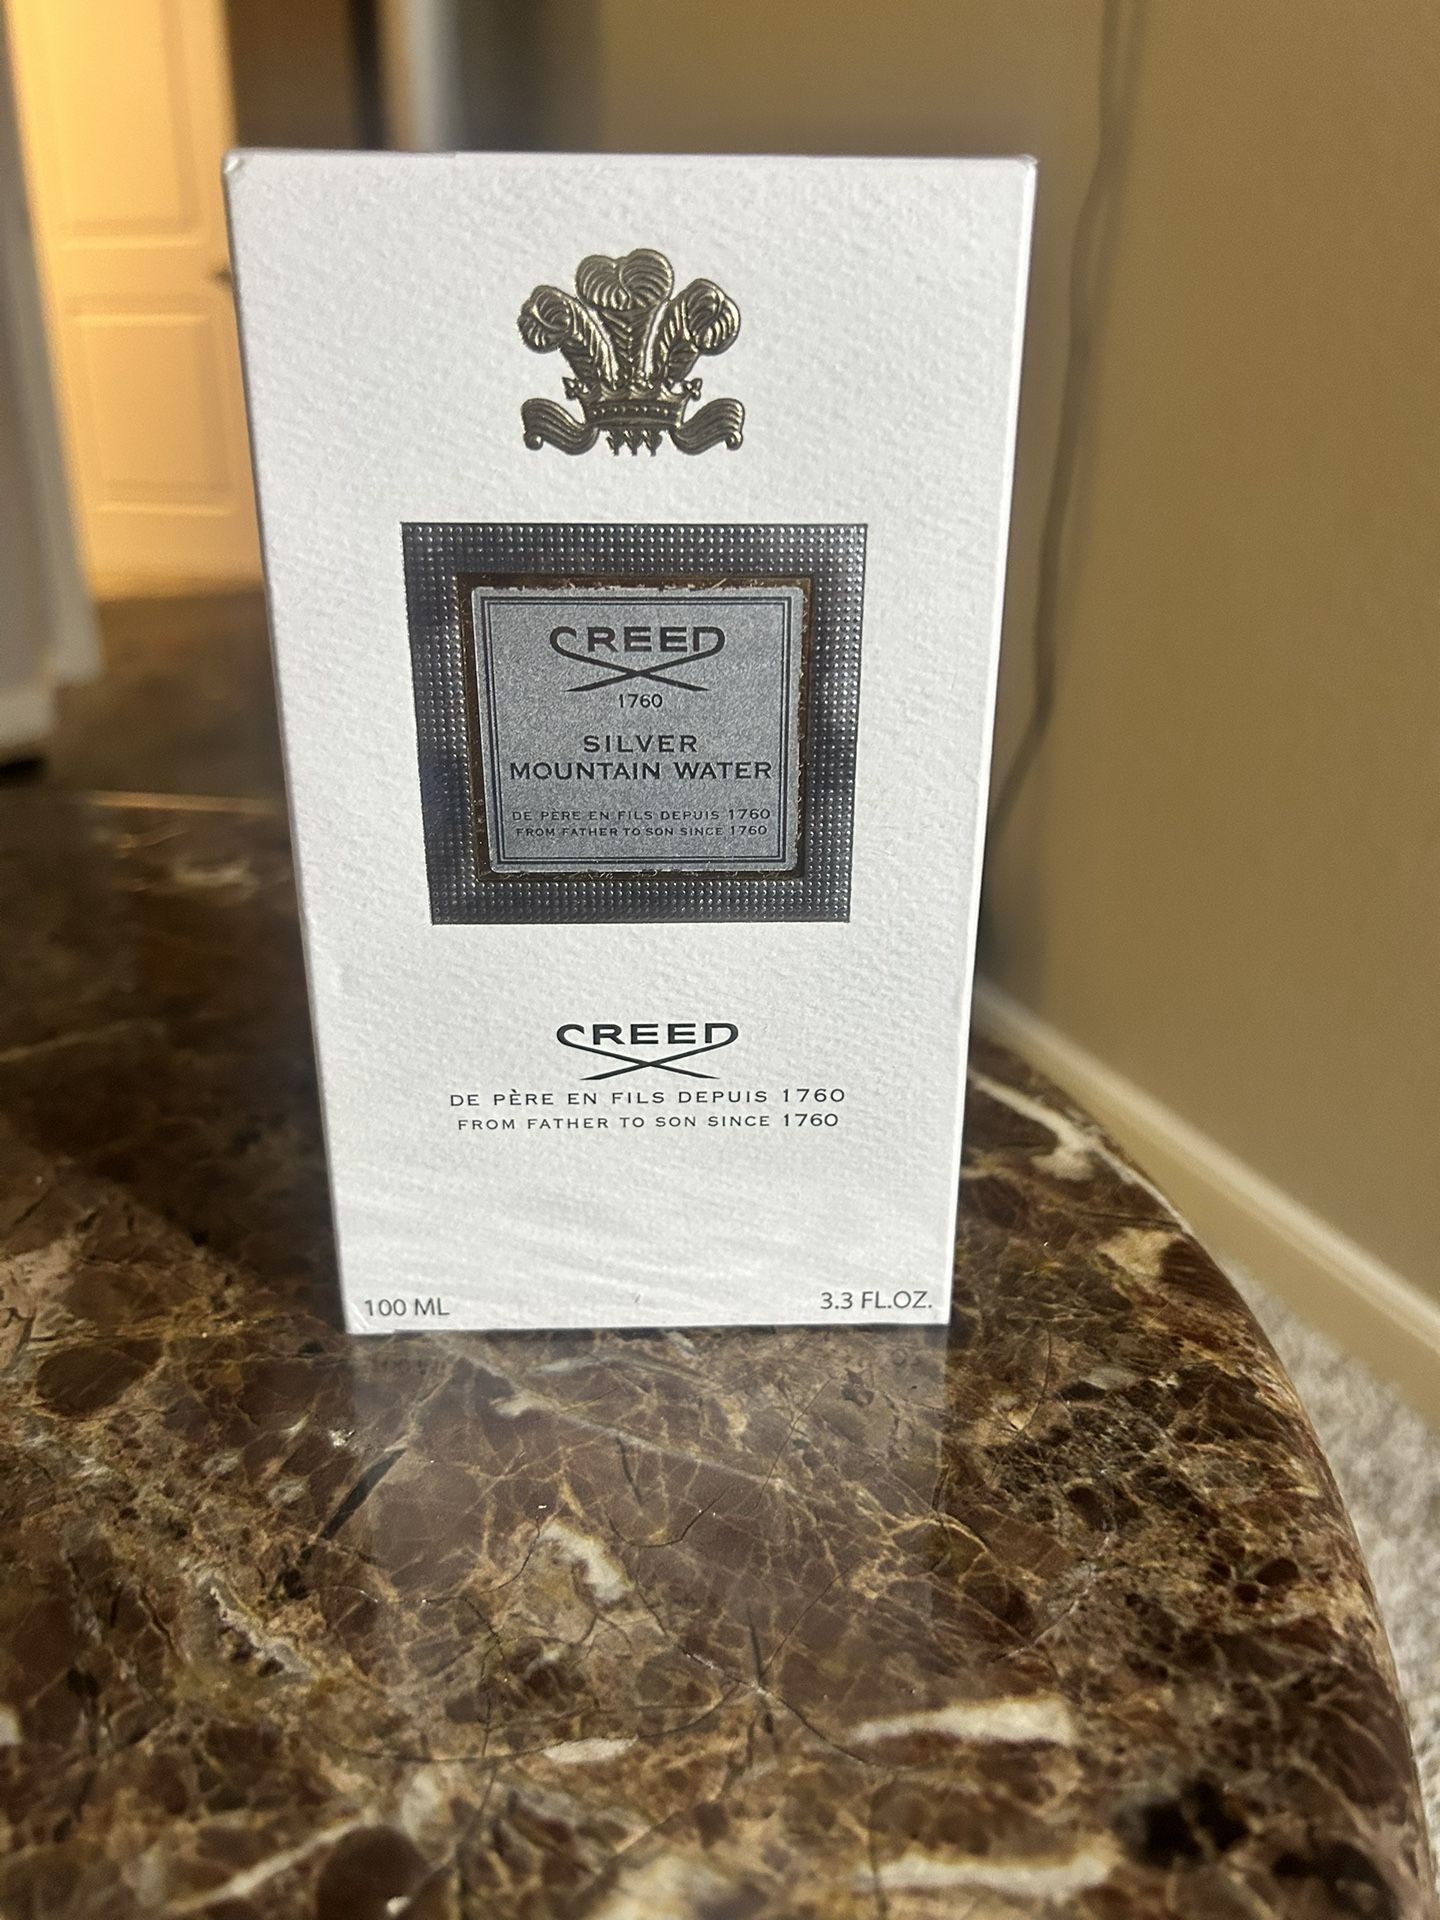 CREED
1760
SILVER
MOUNTAIN WATER
DE PÈRE EN FILS DEPUIS 1760
FROM FATHER TO SON SINCE 1760
CREED
DE PÈRE EN FILS DEPUIS 1760
FROM FATHER TO SON SINCE 1760
100 ML
3.3 FL.OZ.